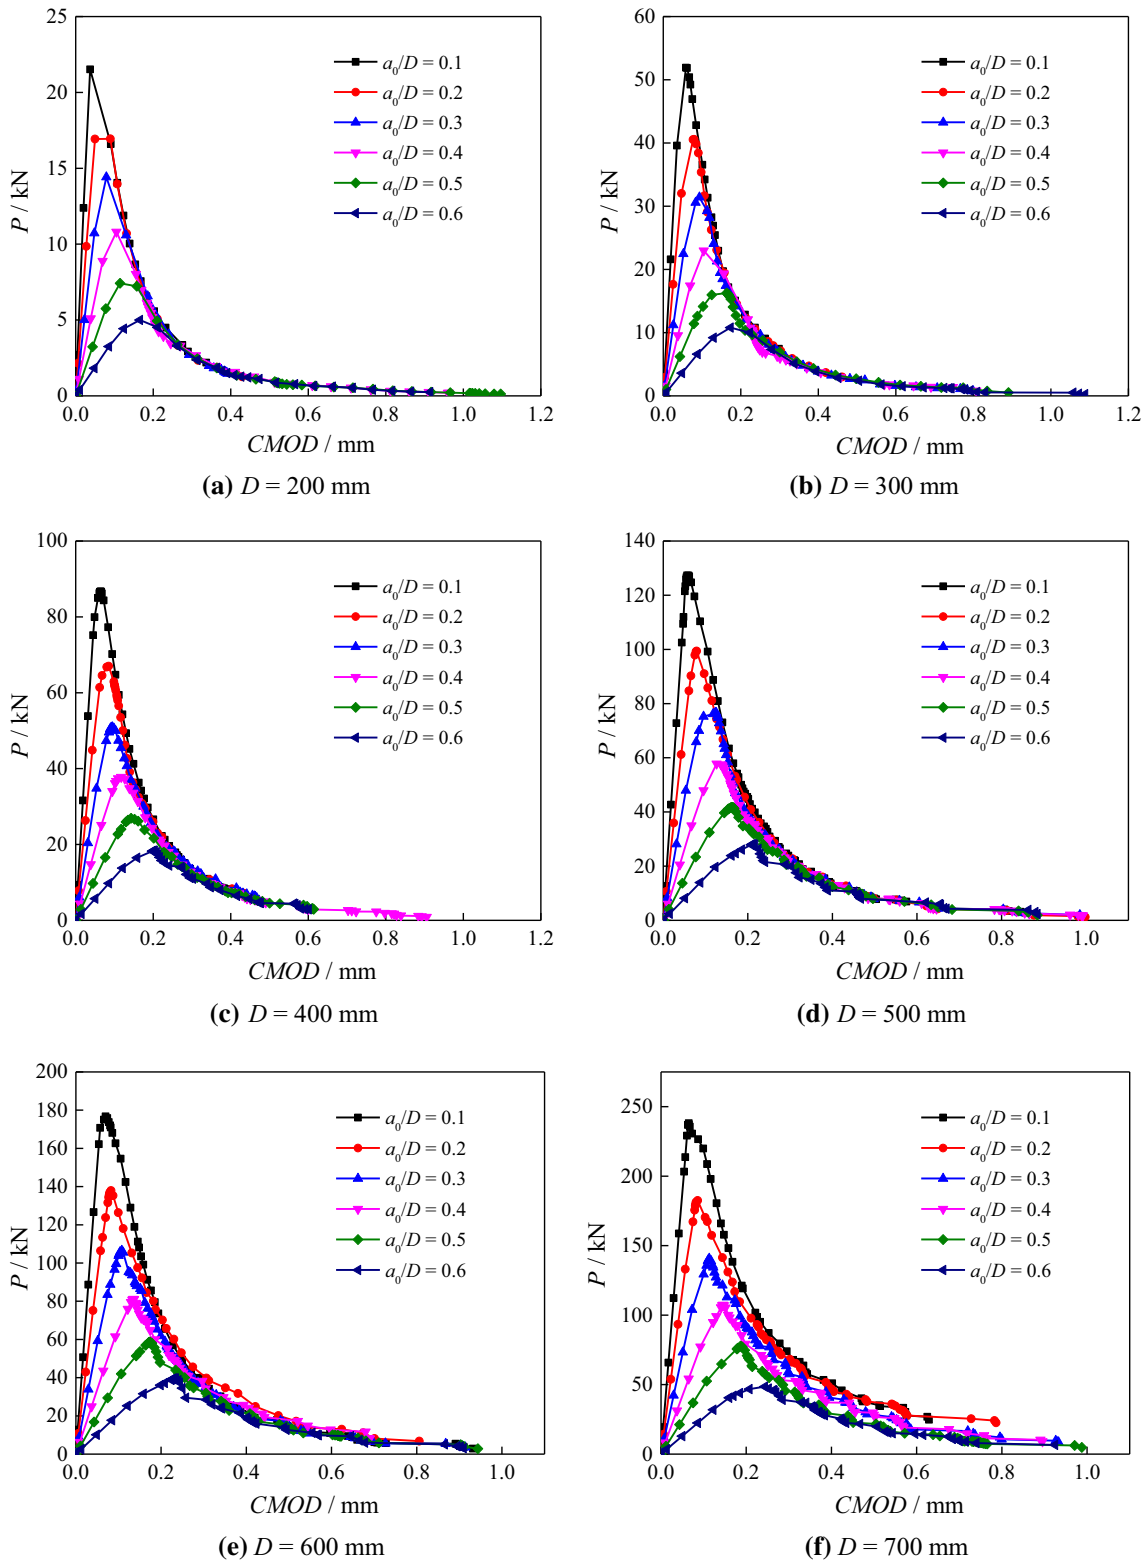 25
20
15
10
5
0
0.0 0.2 0.4 0.6 0.8 1.0 1.2
P / kN
CMOD / mm
a₀/D = 0.1
a₀/D = 0.2
a₀/D = 0.3
a₀/D = 0.4
a₀/D = 0.5
a₀/D = 0.6
(a) D = 200 mm
60
50
40
30
20
10
0
0.0 0.2 0.4 0.6 0.8 1.0 1.2
P / kN
CMOD / mm
a₀/D = 0.1
a₀/D = 0.2
a₀/D = 0.3
a₀/D = 0.4
a₀/D = 0.5
a₀/D = 0.6
(b) D = 300 mm
100
80
60
40
20
0
0.0 0.2 0.4 0.6 0.8 1.0 1.2
P / kN
CMOD / mm
a₀/D = 0.1
a₀/D = 0.2
a₀/D = 0.3
a₀/D = 0.4
a₀/D = 0.5
a₀/D = 0.6
(c) D = 400 mm
140
120
100
80
60
40
20
0
0.0 0.2 0.4 0.6 0.8 1.0
P / kN
CMOD / mm
a₀/D = 0.1
a₀/D = 0.2
a₀/D = 0.3
a₀/D = 0.4
a₀/D = 0.5
a₀/D = 0.6
(d) D = 500 mm
200
180
160
140
120
100
80
60
40
20
0
0.0 0.2 0.4 0.6 0.8 1.0
P / kN
CMOD / mm
a₀/D = 0.1
a₀/D = 0.2
a₀/D = 0.3
a₀/D = 0.4
a₀/D = 0.5
a₀/D = 0.6
(e) D = 600 mm
250
200
150
100
50
0
0.0 0.2 0.4 0.6 0.8 1.0
P / kN
CMOD / mm
a₀/D = 0.1
a₀/D = 0.2
a₀/D = 0.3
a₀/D = 0.4
a₀/D = 0.5
a₀/D = 0.6
(f) D = 700 mm